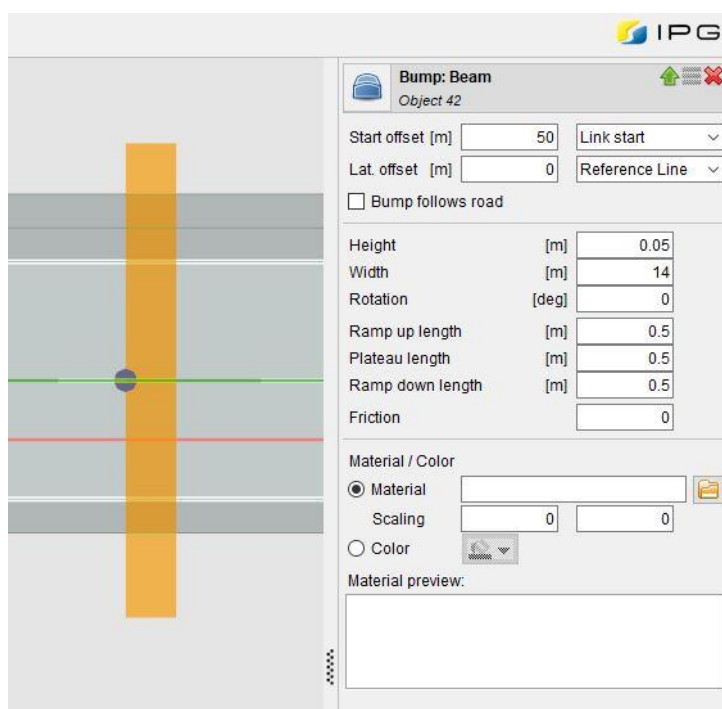 IPG
Bump: Beam
Object 42
Start offset [m] 50 Link start
Lat. offset [m] 0 Reference Line
Bump follows road
Height [m] 0.05
Width [m] 14
Rotation [deg] 0
Ramp up length [m] 0.5
Plateau length [m] 0.5
Ramp down length [m] 0.5
Friction 0
Material / Color
Material
Scaling 0 0
Color
Material preview: